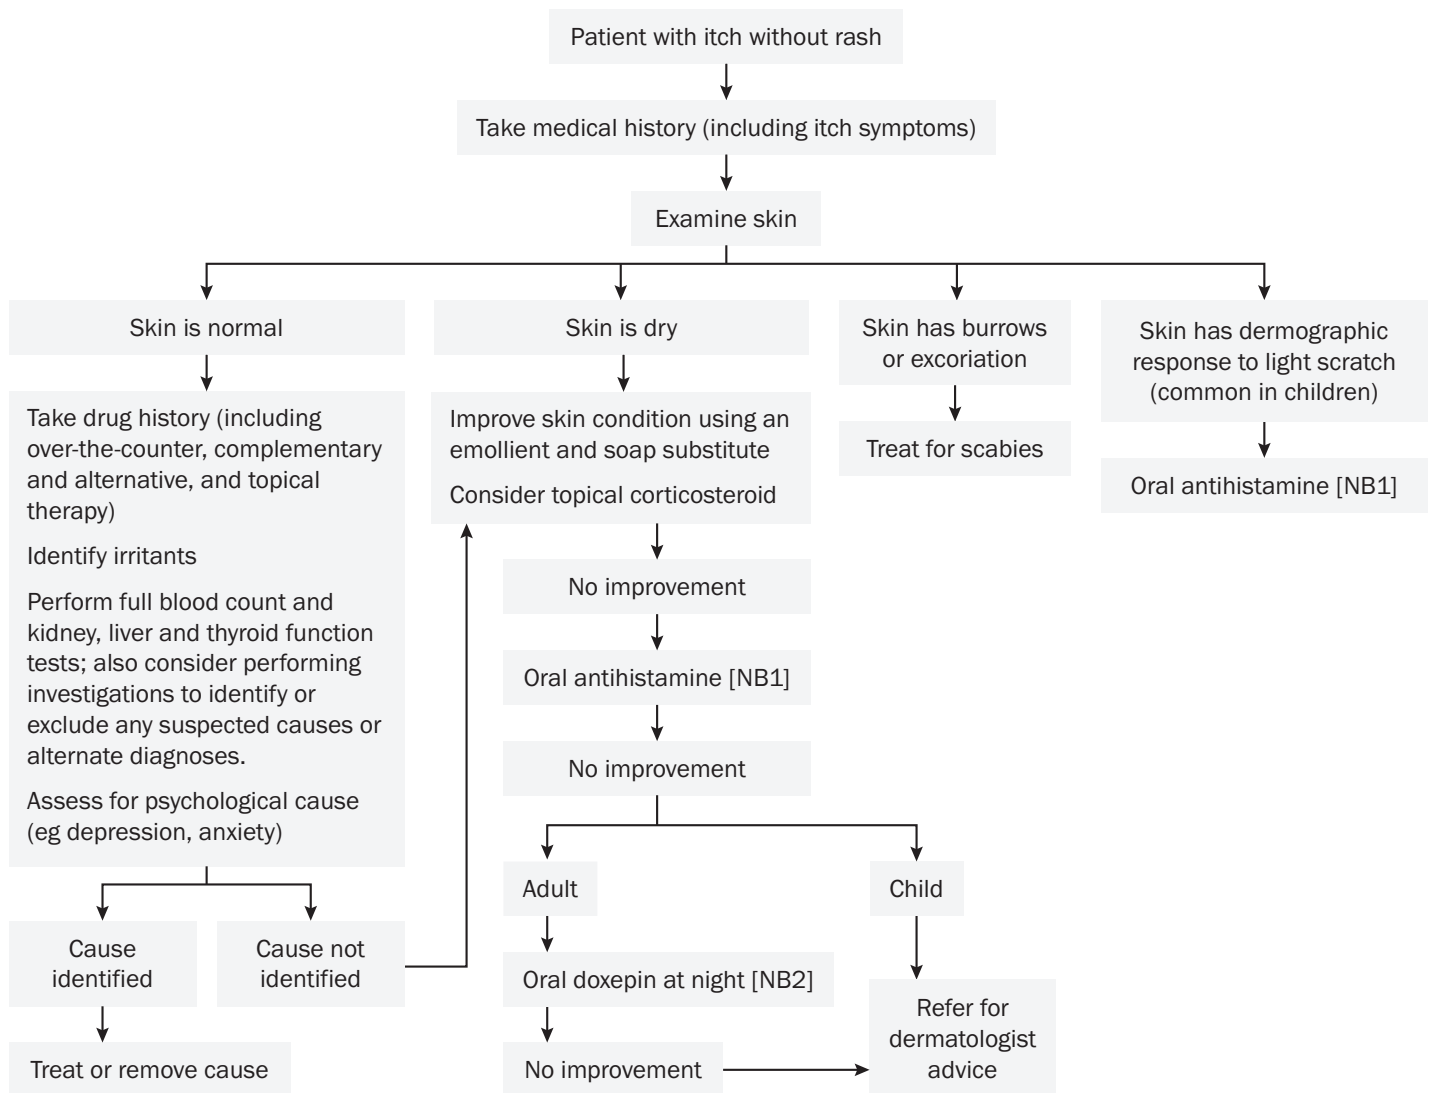 Patient with itch without rash
Take medical history (including itch symptoms)
Examine skin
Skin is normal
Take drug history (including
over-the-counter, complementary
and alternative, and topical
therapy)
Identify irritants
Perform full blood count and
kidney, liver and thyroid function
tests; also consider performing
investigations to identify or
exclude any suspected causes or
alternate diagnoses.
Assess for psychological cause
(eg depression, anxiety)
Cause
identified
Treat or remove cause
Cause not
identified
Skin is dry
Improve skin condition using an
emollient and soap substitute
Consider topical corticosteroid
No improvement
Oral antihistamine [NB1]
No improvement
Adult
Oral doxepin at night [NB2]
No improvement
Child
Refer for
dermatologist
advice
Skin has burrows
or excoriation
Treat for scabies
Skin has dermographic
response to light scratch
(common in children)
Oral antihistamine [NB1]